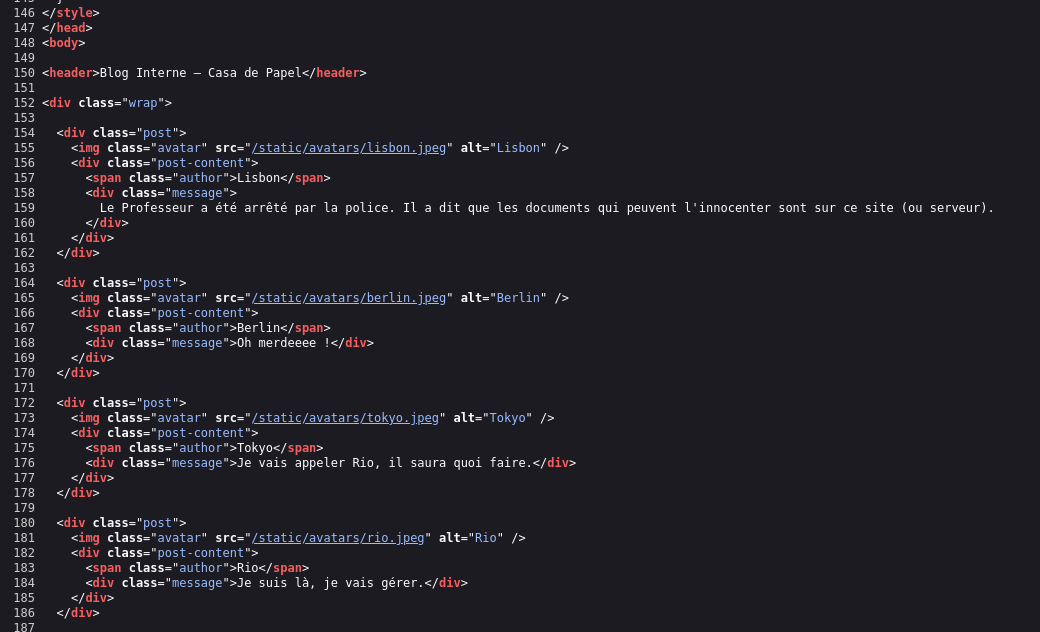 146 </style>
147 </head>
148 <body>
149
150 <header>Blog Interne — Casa de Papel</header>
151
152 <div class="wrap">
153
154   <div class="post">
155     <img class="avatar" src="/static/avatars/lisbon.jpeg" alt="Lisbon" />
156     <div class="post-content">
157       <span class="author">Lisbon</span>
158       <div class="message">
159         Le Professeur a été arrêté par la police. Il a dit que les documents qui peuvent l'innocenter sont sur ce site (ou serveur).
160       </div>
161     </div>
162   </div>
163
164   <div class="post">
165     <img class="avatar" src="/static/avatars/berlin.jpeg" alt="Berlin" />
166     <div class="post-content">
167       <span class="author">Berlin</span>
168       <div class="message">Oh merdeeee !</div>
169     </div>
170   </div>
171
172   <div class="post">
173     <img class="avatar" src="/static/avatars/tokyo.jpeg" alt="Tokyo" />
174     <div class="post-content">
175       <span class="author">Tokyo</span>
176       <div class="message">Je vais appeler Rio, il saura quoi faire.</div>
177     </div>
178   </div>
179
180   <div class="post">
181     <img class="avatar" src="/static/avatars/rio.jpeg" alt="Rio" />
182     <div class="post-content">
183       <span class="author">Rio</span>
184       <div class="message">Je suis là, je vais gérer.</div>
185     </div>
186   </div>
187